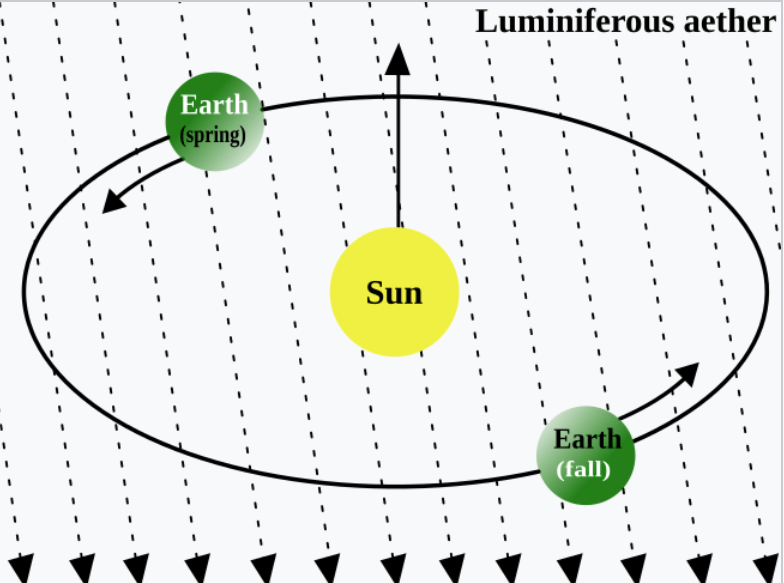 Luminiferous aether
Earth
(spring)
Sun
Earth
(fall)